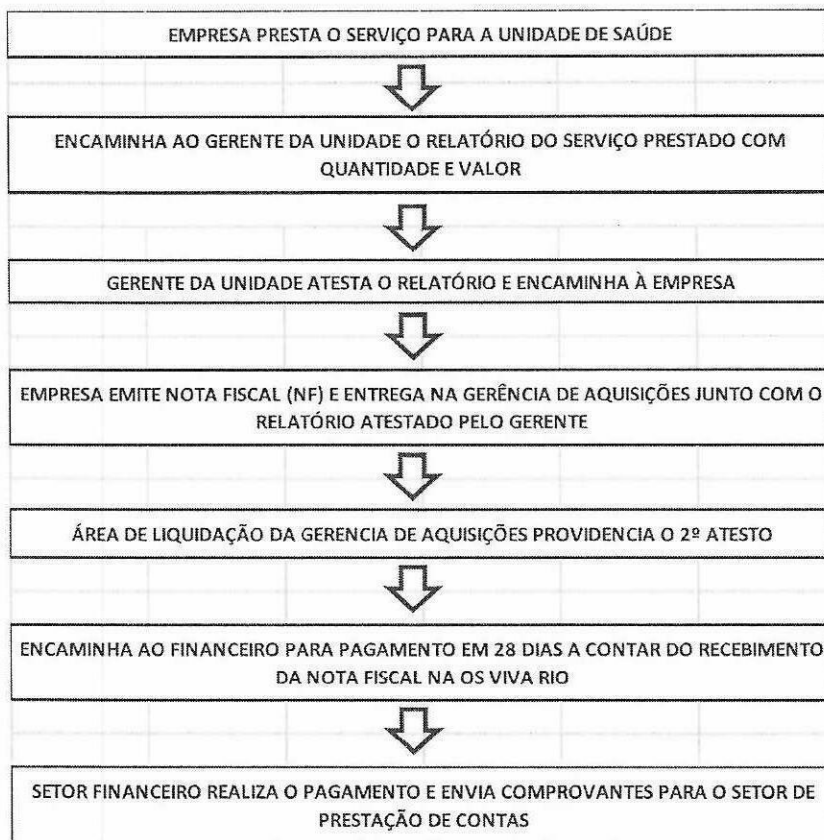 EMPRESA PRESTA O SERVIÇO PARA A UNIDADE DE SAÚDE
ENCAMINHA AO GERENTE DA UNIDADE O RELATÓRIO DO SERVIÇO PRESTADO COM
QUANTIDADE E VALOR
GERENTE DA UNIDADE ATESTA O RELATÓRIO E ENCAMINHA À EMPRESA
EMPRESA EMITE NOTA FISCAL (NF) E ENTREGA NA GERÊNCIA DE AQUISIÇÕES JUNTO COM O
RELATÓRIO ATESTADO PELO GERENTE
ÁREA DE LIQUIDAÇÃO DA GERENCIA DE AQUISIÇÕES PROVIDENCIA O 2º ATESTO
ENCAMINHA AO FINANCEIRO PARA PAGAMENTO EM 28 DIAS A CONTAR DO RECEBIMENTO
DA NOTA FISCAL NA OS VIVA RIO
SETOR FINANCEIRO REALIZA O PAGAMENTO E ENVIA COMPROVANTES PARA O SETOR DE
PRESTAÇÃO DE CONTAS